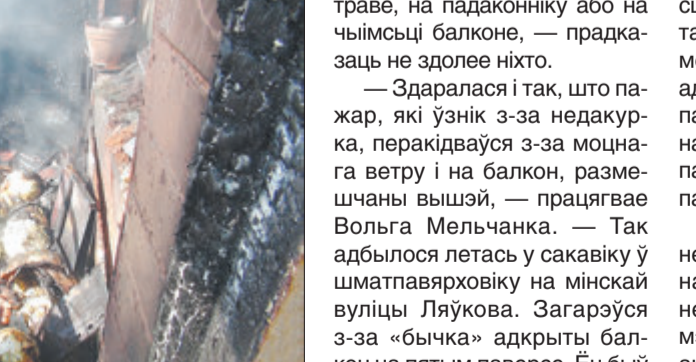 траве, на падаконніку або на
чыімсьці балконе, — прадка-
заць не здолее ніхто.
— Здаралася і так, што па-
жар, які ўзнік з-за недакур-
ка, перакідваўся з-за моцна-
га ветру і на балкон, разме-
шчаны вышэй, — працягвае
Вольга Мельчанка. — Так
адбылося летась у сакавіку ў
шматпавярховіку на мінскай
вуліцы Ляўкова. Загарэўся
з-за «бычка» адкрыты бал-